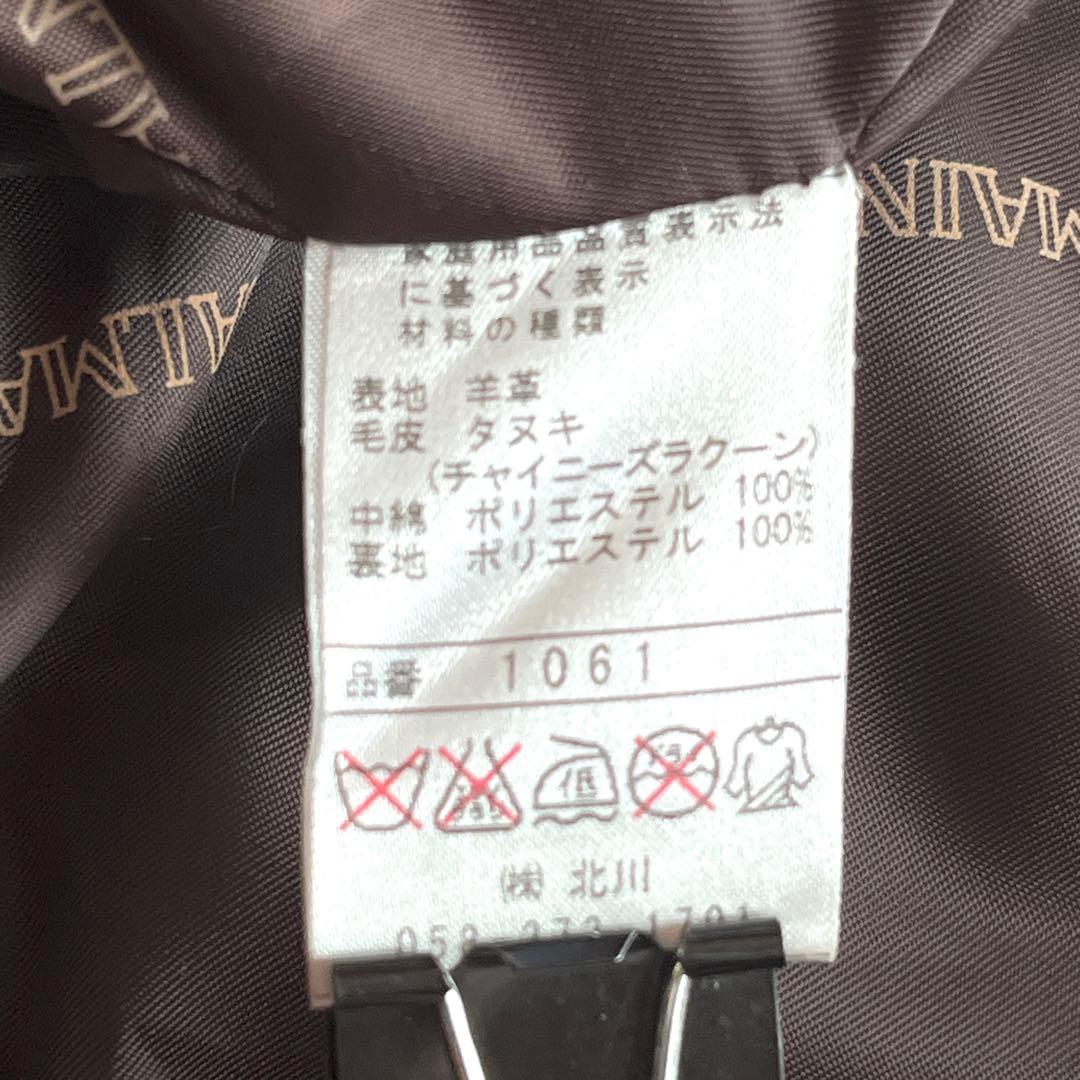 家庭用品品質表示法
に基づく表示
材料の種類
表地 羊革
毛皮 タヌキ
(チャイニーズラクーン)
中綿 ポリエステル 100%
裏地 ポリエステル 100%
品番 1061
低
㈱ 北川